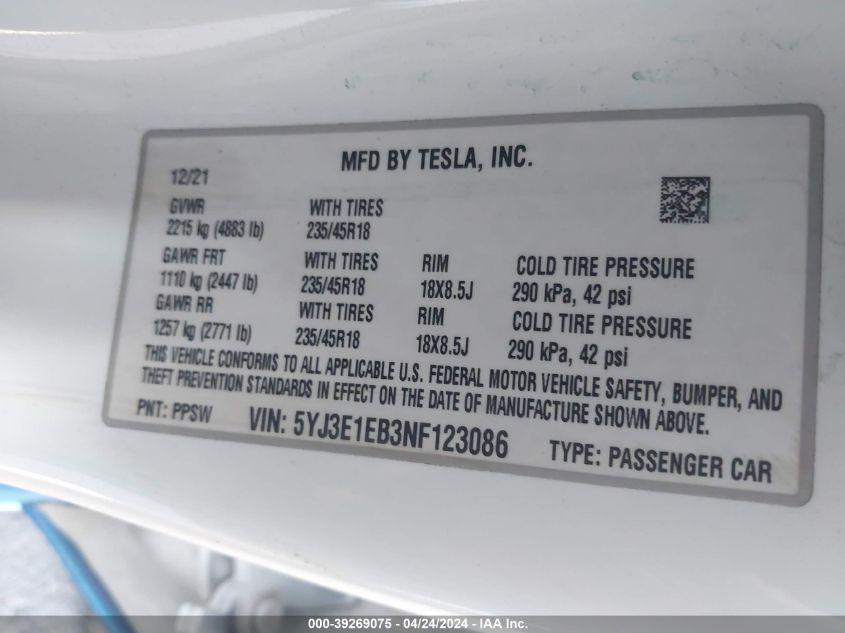 MFD BY TESLA, INC.
12/21
GVWR WITH TIRES
2215 kg (4883 lb) 235/45R18
GAWR FRT WITH TIRES RIM COLD TIRE PRESSURE
1110 kg (2447 lb) 235/45R18 18X8.5J 290 kPa, 42 psi
GAWR RR WITH TIRES RIM COLD TIRE PRESSURE
1257 kg (2771 lb) 235/45R18 18X8.5J 290 kPa, 42 psi
THIS VEHICLE CONFORMS TO ALL APPLICABLE U.S. FEDERAL MOTOR VEHICLE SAFETY, BUMPER, AND
THEFT PREVENTION STANDARDS IN EFFECT ON THE DATE OF MANUFACTURE SHOWN ABOVE.
PNT: PPSW VIN: 5YJ3E1EB3NF123086 TYPE: PASSENGER CAR
000-39269075 - 04/24/2024 - IAA Inc.